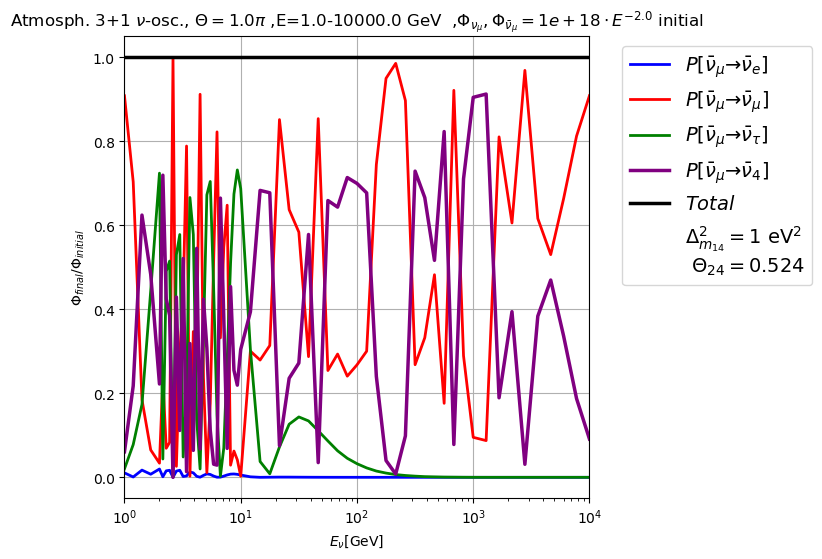 Atmosph. 3+1 ν-osc., Θ = 1.0π ,E=1.0-10000.0 GeV ,Φ_{ν_μ}, Φ_{ν̄_μ} = 1e + 18 · E^{−2.0} initial
1.0
0.8
0.6
0.4
0.2
0.0
Φ_{final}/Φ_{initial}
10^0 10^1 10^2 10^3 10^4
E_ν[GeV]
P[ν̄_μ→ν̄_e]
P[ν̄_μ→ν̄_μ]
P[ν̄_μ→ν̄_τ]
P[ν̄_μ→ν̄_4]
Total
Δ^2_{m_{14}} = 1 eV^2
Θ_{24} = 0.524